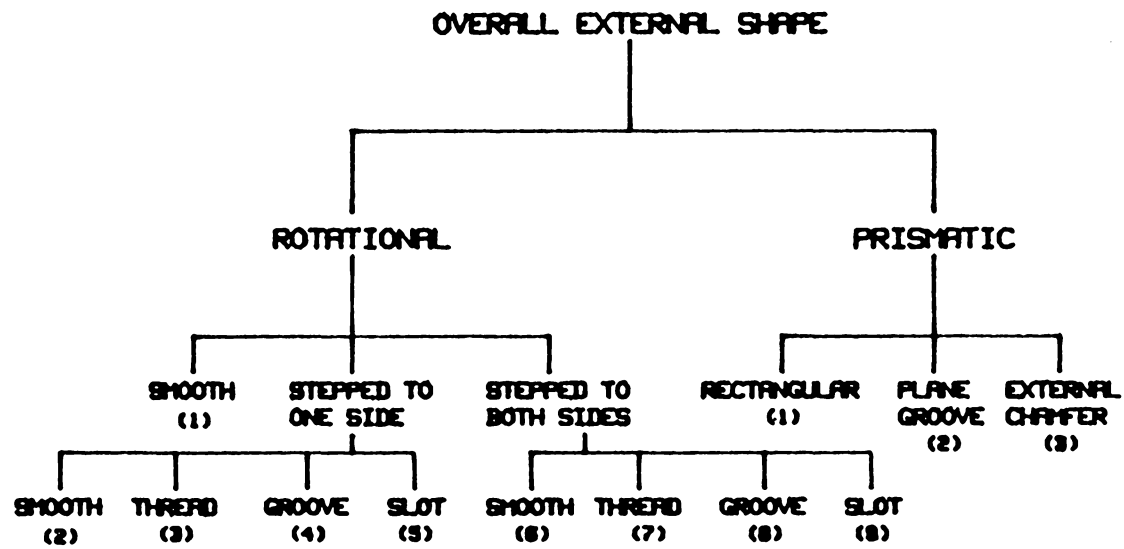 OVERALL EXTERNAL SHAPE
ROTATIONAL PRISMATIC
SMOOTH
(1)
STEPPED TO
ONE SIDE
STEPPED TO
BOTH SIDES
RECTANGULAR
(1)
PLANE
GROOVE
(2)
EXTERNAL
CHAMFER
(3)
SMOOTH
(2)
THREAD
(3)
GROOVE
(4)
SLOT
(5)
SMOOTH
(6)
THREAD
(7)
GROOVE
(8)
SLOT
(9)